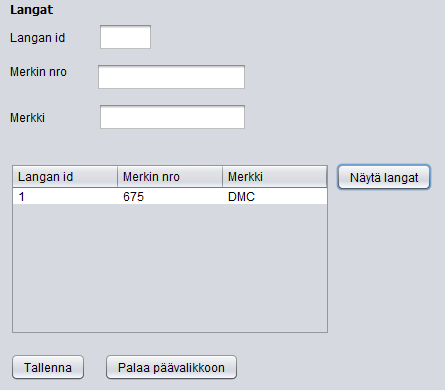 Langat
Langan id
Merkin nro
Merkki
Langan id Merkin nro Merkki
Näytä langat
1 675 DMC
Tallenna Palaa päävalikkoon